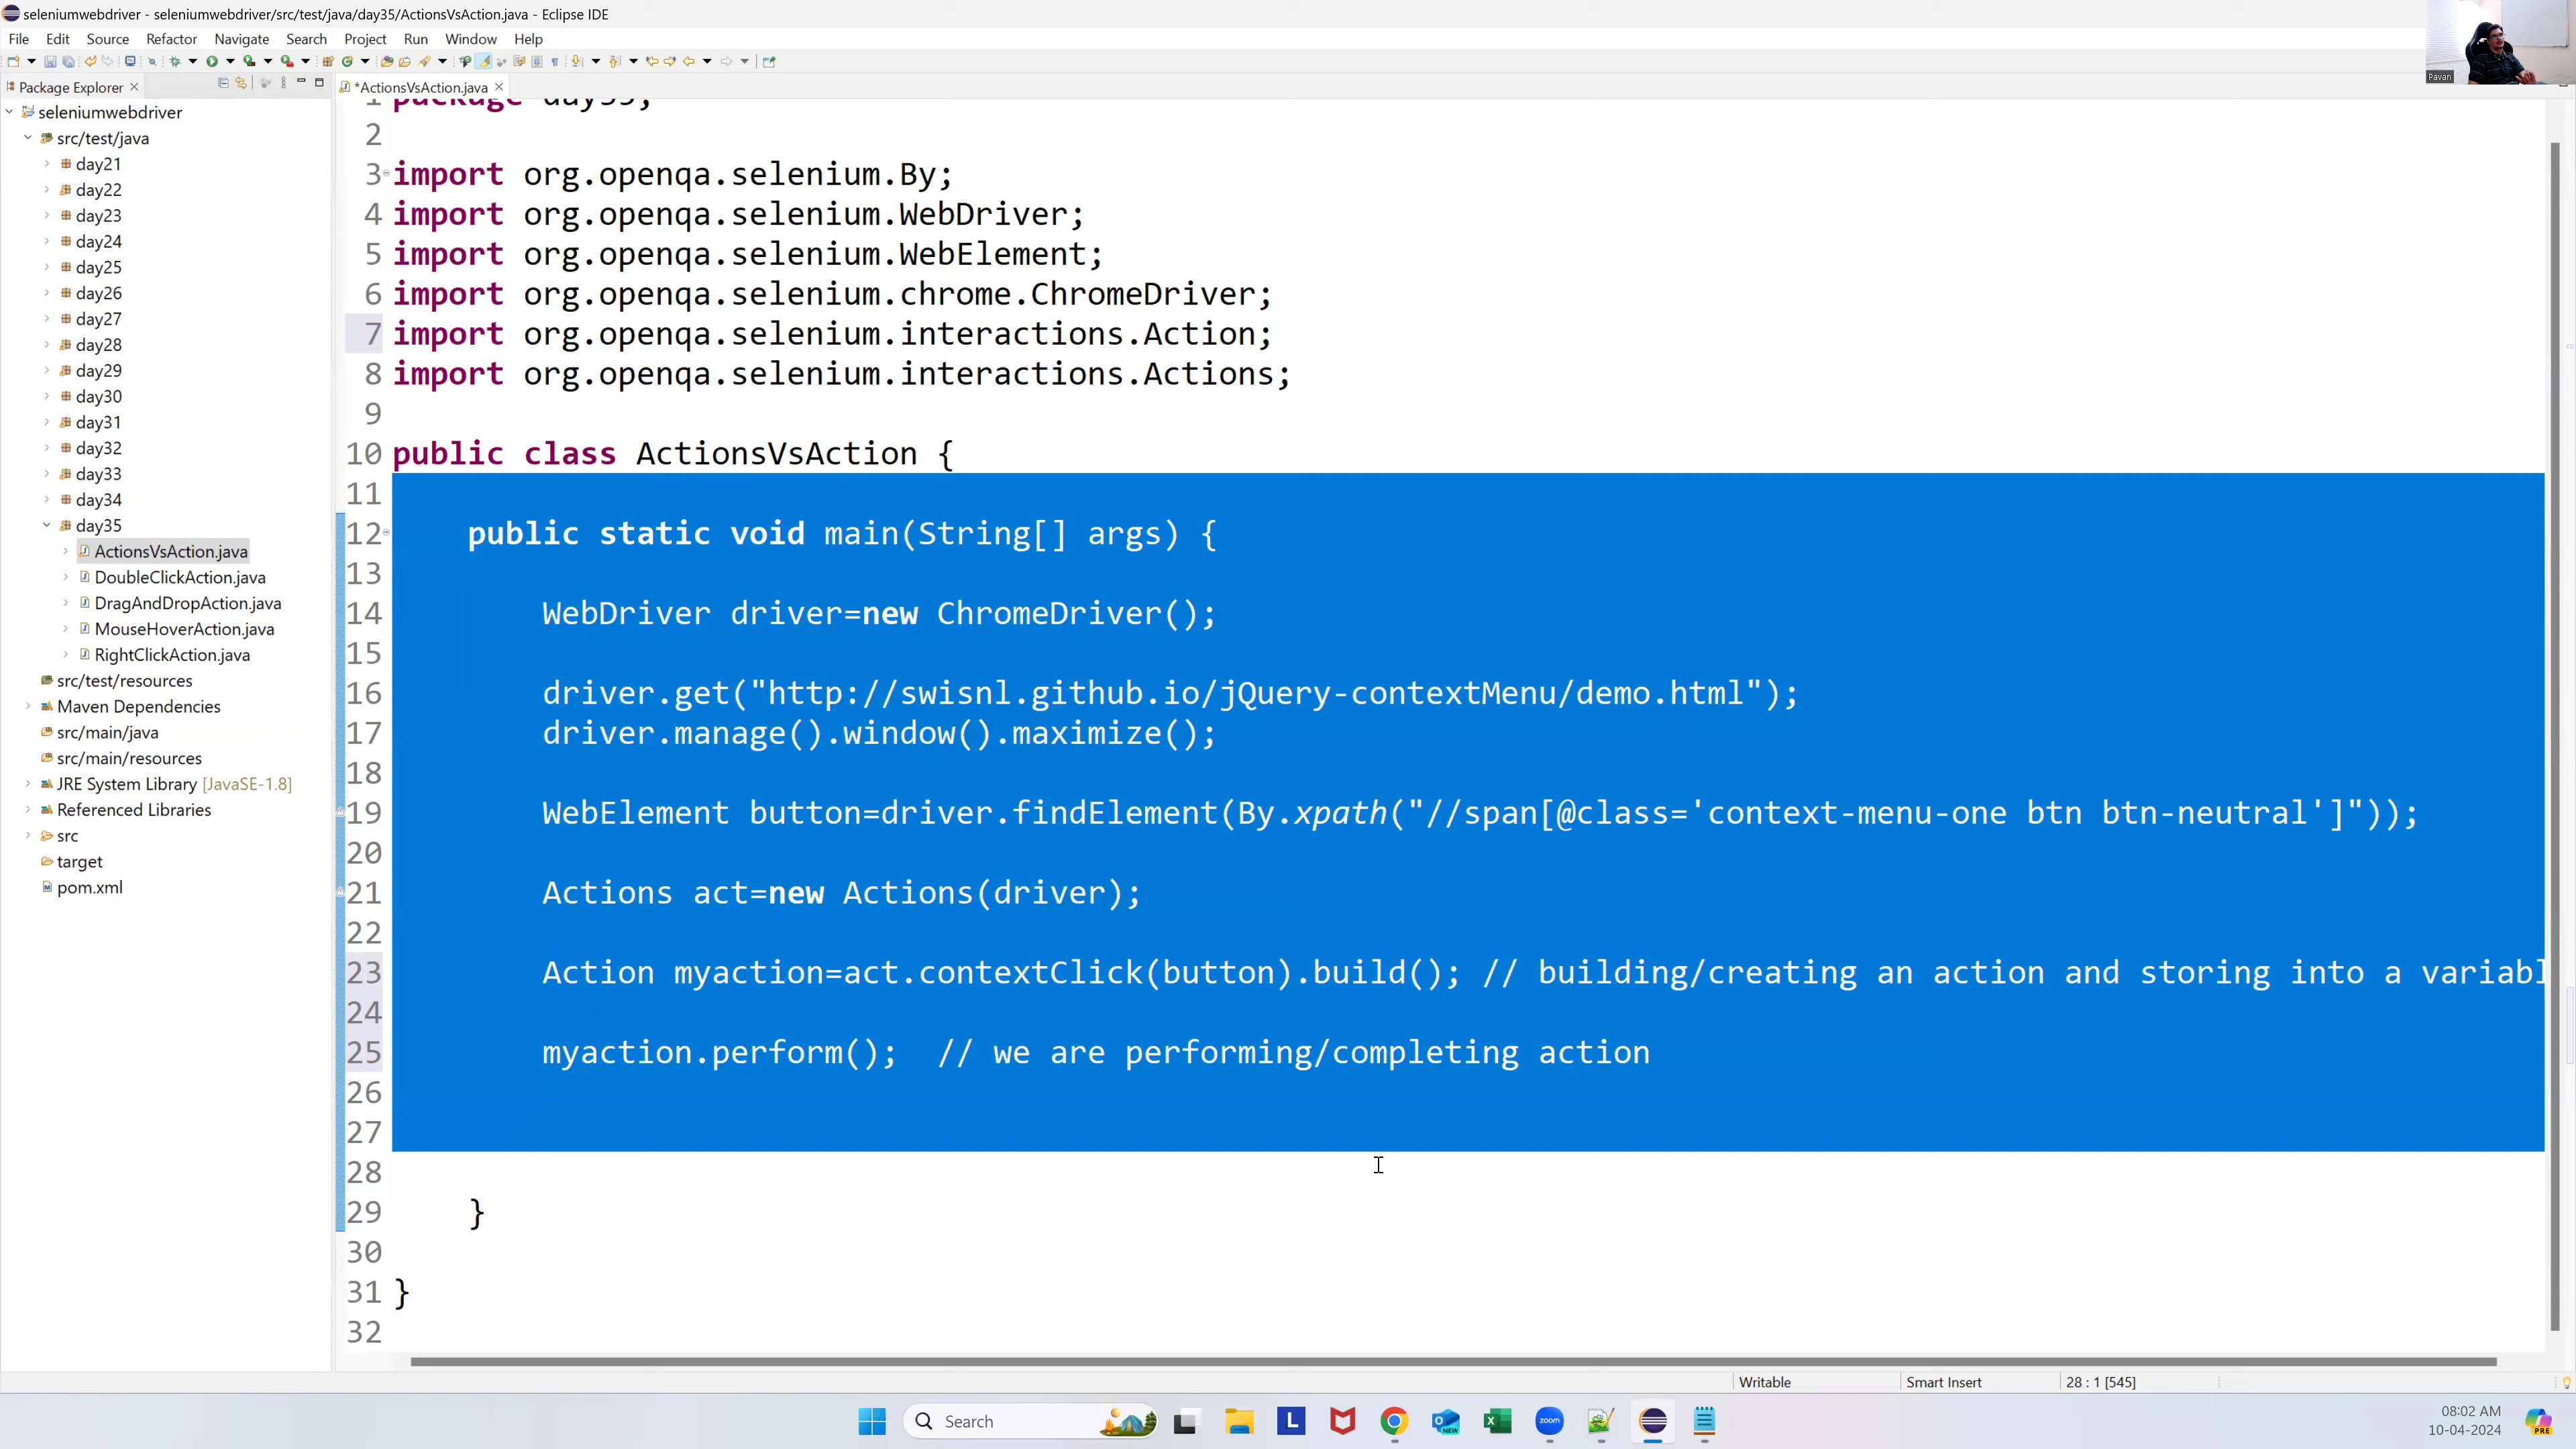 seleniumwebdriver - seleniumwebdriver/src/test/java/day35/ActionsVsAction.java - Eclipse IDE
File Edit Source Refactor Navigate Search Project Run Window Help
Package Explorer
*ActionsVsAction.java
Pavan
seleniumwebdriver
src/test/java
day21
day22
day23
day24
day25
day26
day27
day28
day29
day30
day31
day32
day33
day34
day35
ActionsVsAction.java
DoubleClickAction.java
DragAndDropAction.java
MouseHoverAction.java
RightClickAction.java
src/test/resources
Maven Dependencies
src/main/java
src/main/resources
JRE System Library [JavaSE-1.8]
Referenced Libraries
src
target
pom.xml
1 package day35;
2
3 import org.openqa.selenium.By;
4 import org.openqa.selenium.WebDriver;
5 import org.openqa.selenium.WebElement;
6 import org.openqa.selenium.chrome.ChromeDriver;
7 import org.openqa.selenium.interactions.Action;
8 import org.openqa.selenium.interactions.Actions;
9
10 public class ActionsVsAction {
11
12 public static void main(String[] args) {
13
14 WebDriver driver=new ChromeDriver();
15
16 driver.get("http://swisnl.github.io/jQuery-contextMenu/demo.html");
17 driver.manage().window().maximize();
18
19 WebElement button=driver.findElement(By.xpath("//span[@class='context-menu-one btn btn-neutral']"));
20
21 Actions act=new Actions(driver);
22
23 Action myaction=act.contextClick(button).build(); // building/creating an action and storing into a variabl
24
25 myaction.perform(); // we are performing/completing action
26
27
28
29 }
30
31 }
32
Writable Smart Insert 28 : 1 [545]
Search
L
NEW
zoom
PRE
08:02 AM
10-04-2024